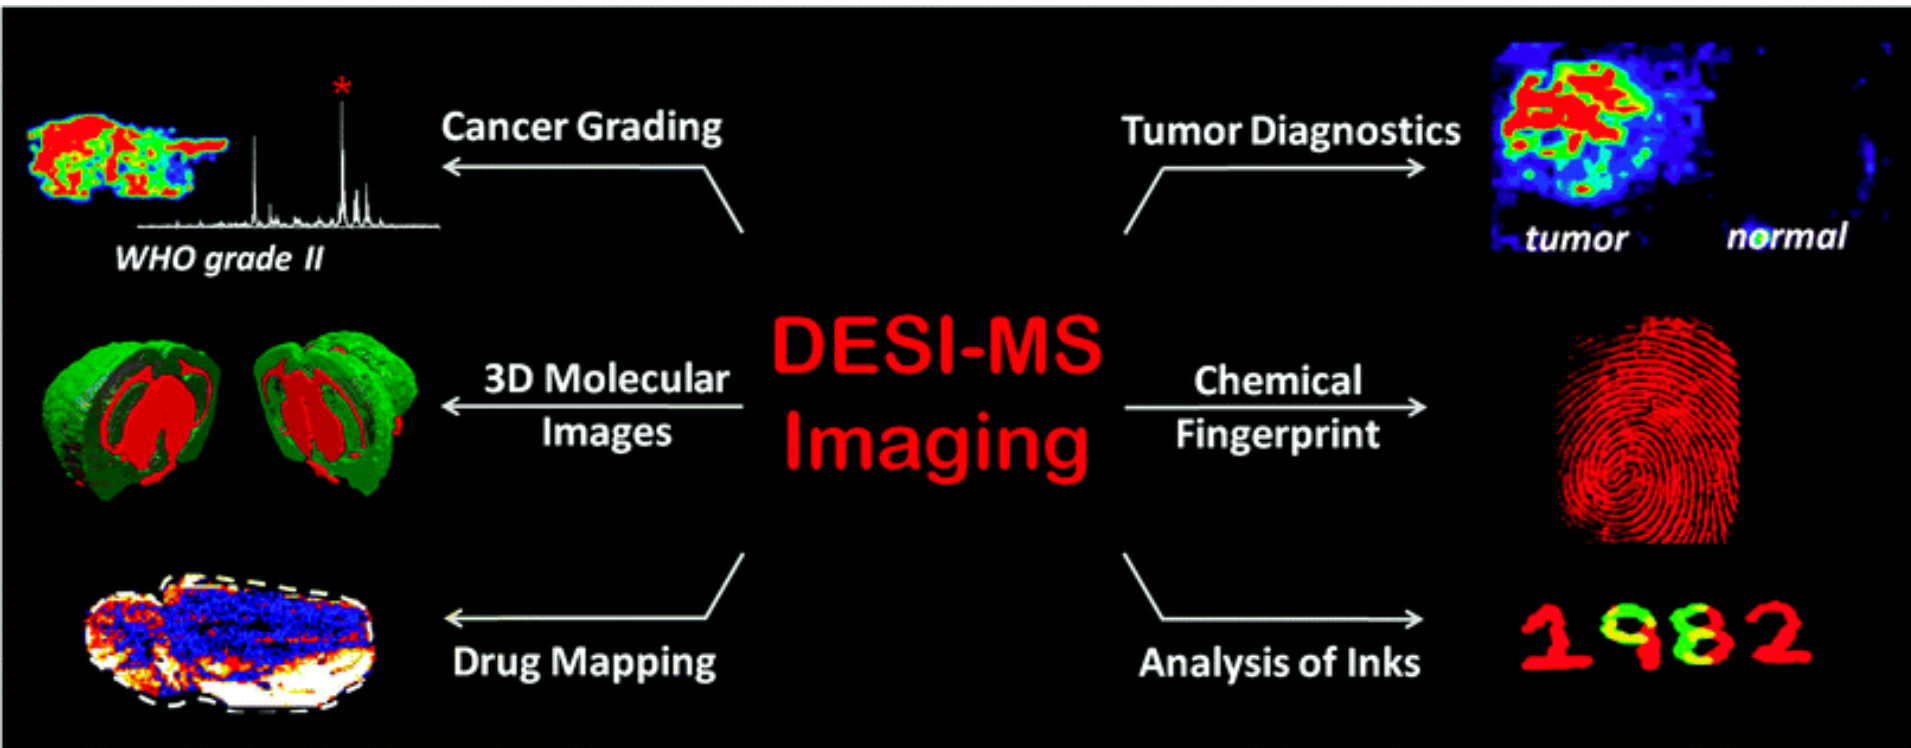 *
Cancer Grading
WHO grade II
Tumor Diagnostics
tumor
normal
3D Molecular
Images
DESI-MS
Imaging
Chemical
Fingerprint
Drug Mapping
Analysis of Inks
1982